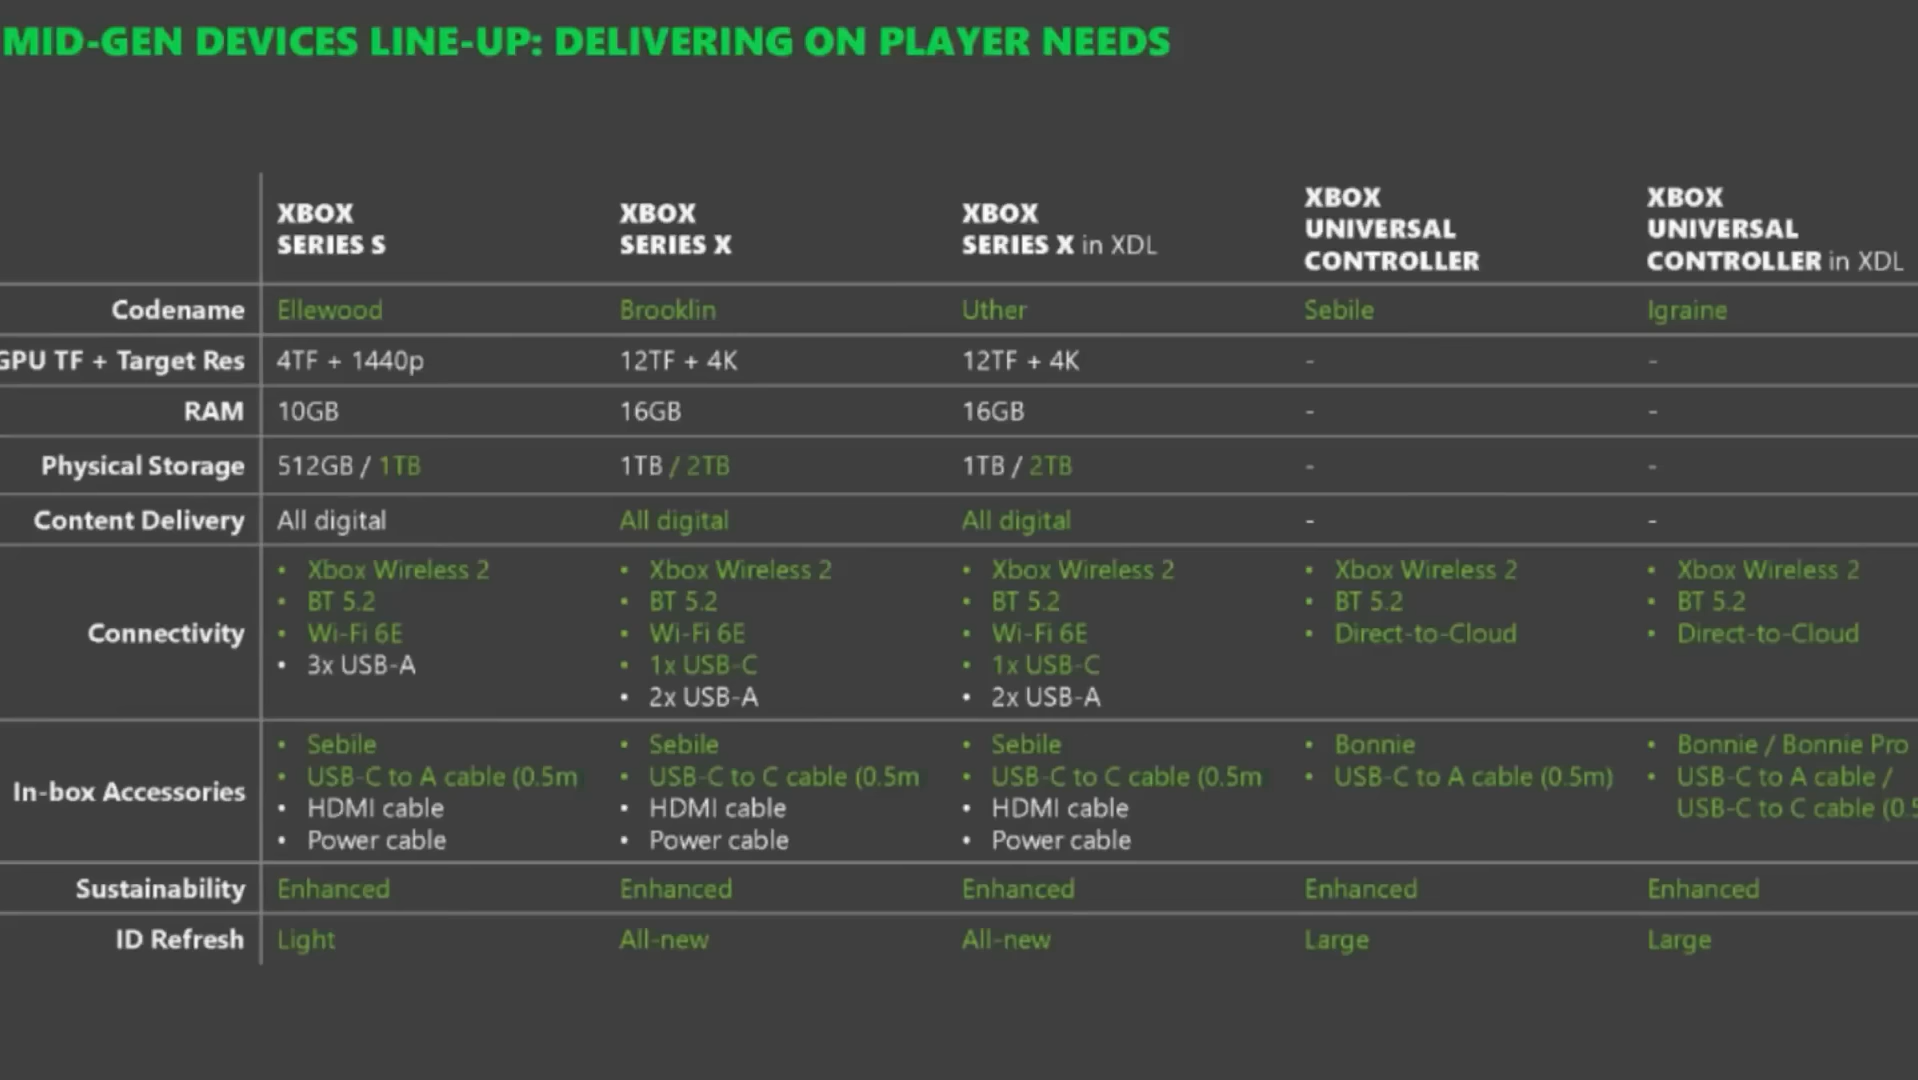 MID-GEN DEVICES LINE-UP: DELIVERING ON PLAYER NEEDS
XBOX SERIES S
XBOX SERIES X
XBOX SERIES X in XDL
XBOX UNIVERSAL CONTROLLER
XBOX UNIVERSAL CONTROLLER in XDL
Codename Ellewood Brooklin Uther Sebile Igraine
GPU TF + Target Res 4TF + 1440p 12TF + 4K 12TF + 4K - -
RAM 10GB 16GB 16GB - -
Physical Storage 512GB / 1TB 1TB / 2TB 1TB / 2TB - -
Content Delivery All digital All digital All digital - -
Connectivity
• Xbox Wireless 2
• BT 5.2
• Wi-Fi 6E
• 3x USB-A
• Xbox Wireless 2
• BT 5.2
• Wi-Fi 6E
• 1x USB-C
• 2x USB-A
• Xbox Wireless 2
• BT 5.2
• Wi-Fi 6E
• 1x USB-C
• 2x USB-A
• Xbox Wireless 2
• BT 5.2
• Direct-to-Cloud
• Xbox Wireless 2
• BT 5.2
• Direct-to-Cloud
In-box Accessories
• Sebile
• USB-C to A cable (0.5m
• HDMI cable
• Power cable
• Sebile
• USB-C to C cable (0.5m
• HDMI cable
• Power cable
• Sebile
• USB-C to C cable (0.5m
• HDMI cable
• Power cable
• Bonnie
• USB-C to A cable (0.5m)
• Bonnie / Bonnie Pro
• USB-C to A cable /
USB-C to C cable (0.5
Sustainability Enhanced Enhanced Enhanced Enhanced Enhanced
ID Refresh Light All-new All-new Large Large